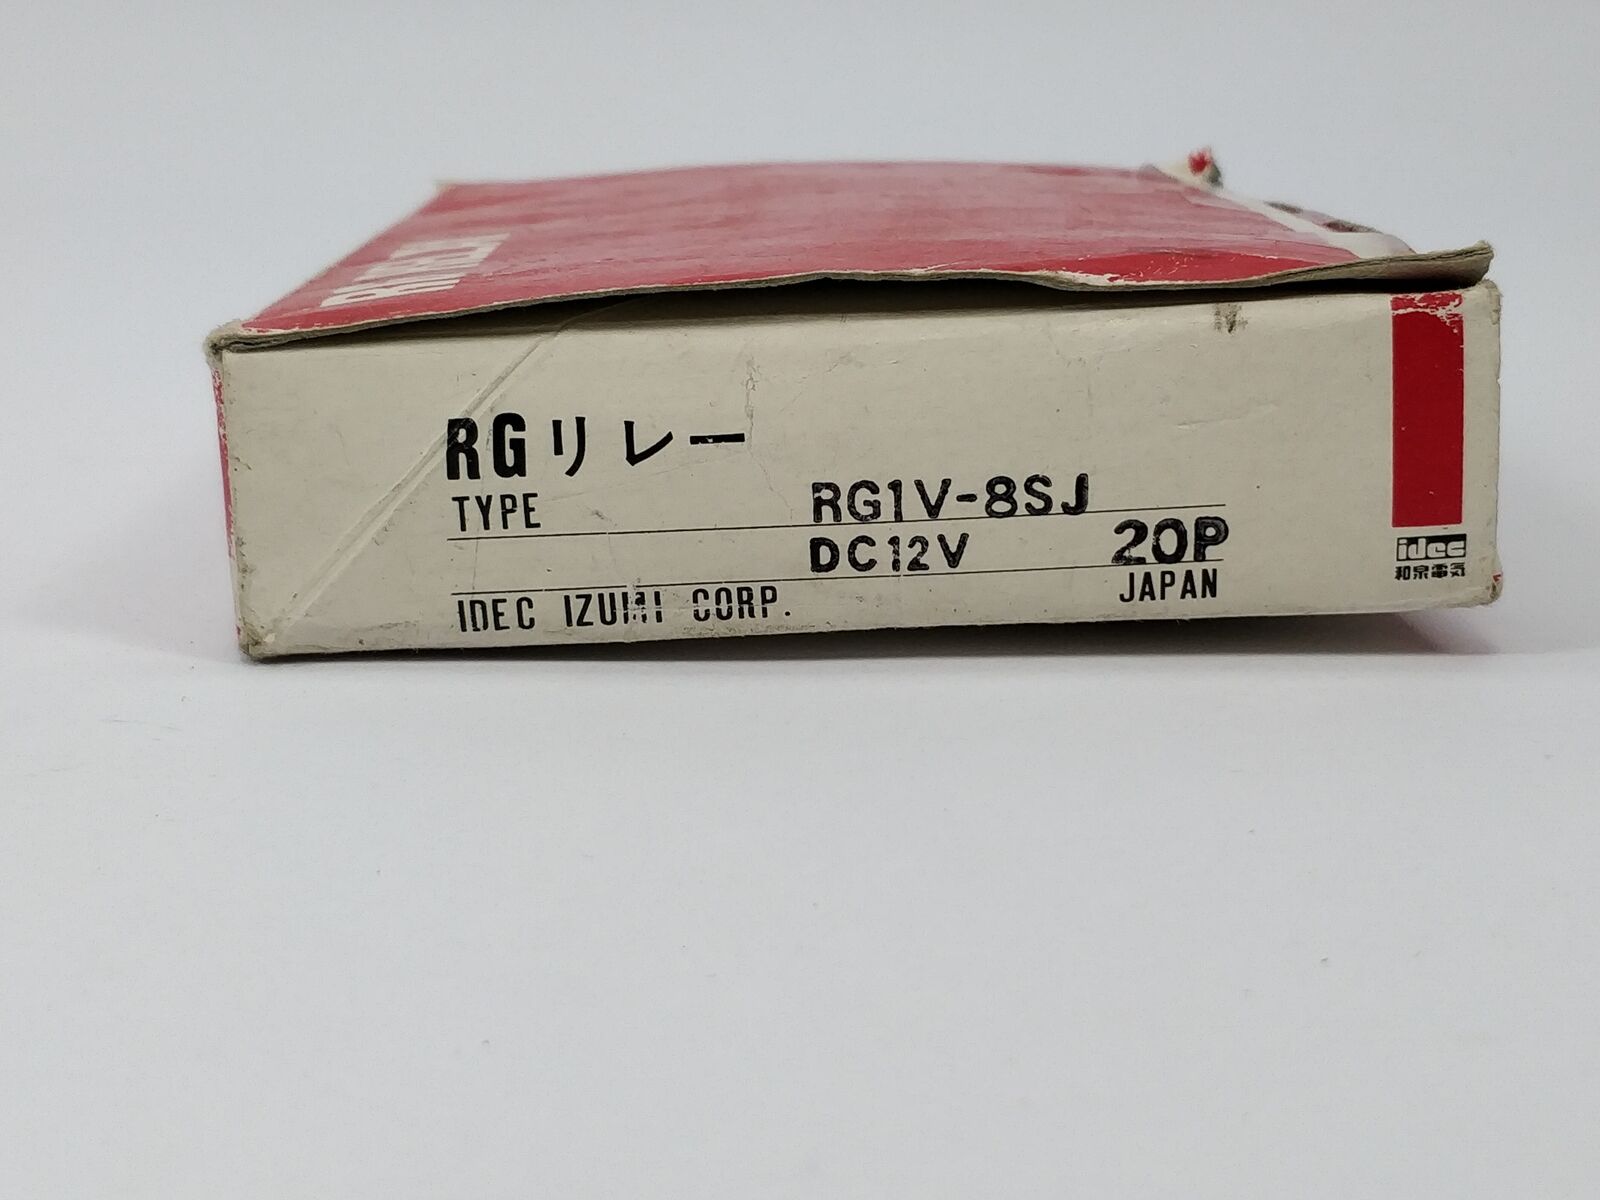 RGリレー
TYPE RG1V-8SJ
DC12V 20P
IDEC IZUMI CORP. JAPAN
idec
和泉電気